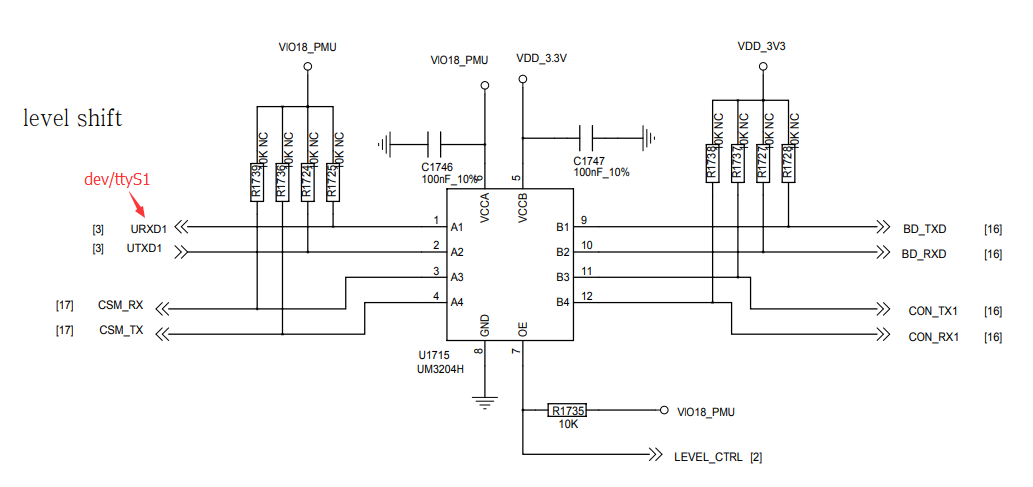 VIO18_PMU
VIO18_PMU
VDD_3.3V
VDD_3V3
level shift
R1739 10K NC
R1736 10K NC
R1724 10K NC
R1725 10K NC
C1746
100nF_10%
C1747
100nF_10%
R1738 10K NC
R1737 10K NC
R1727 10K NC
R1728 10K NC
dev/ttyS1
6
5
VCCA
VCCB
[3] URXD1 1 A1 B1 9 BD_TXD [16]
[3] UTXD1 2 A2 B2 10 BD_RXD [16]
3 A3 B3 11
[17] CSM_RX CON_TX1 [16]
4 A4 B4 12
[17] CSM_TX CON_RX1 [16]
GND
OE
8
7
U1715
UM3204H
R1735
10K
VIO18_PMU
LEVEL_CTRL [2]